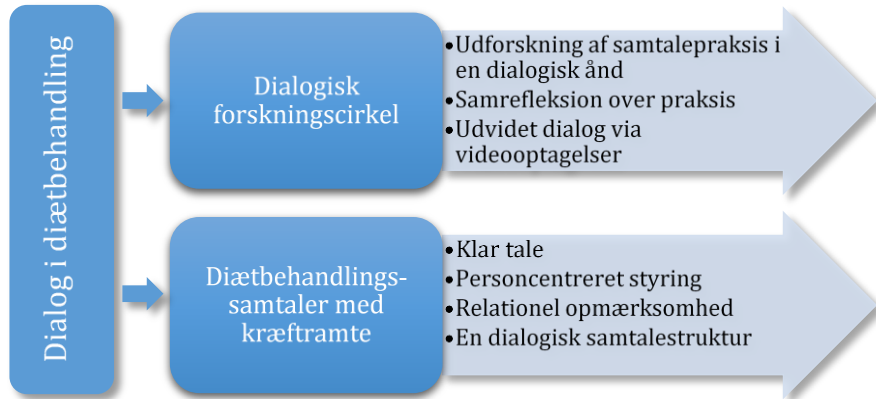 Dialog i diætbehandling
Dialogisk
forskningscirkel
•Udforskning af samtalepraksis i
en dialogisk ånd
•Samrefleksion over praksis
•Udvidet dialog via
videooptagelser
Diætbehandlings-
samtaler med
kræftramte
•Klar tale
•Personcentreret styring
•Relationel opmærksomhed
•En dialogisk samtalestruktur